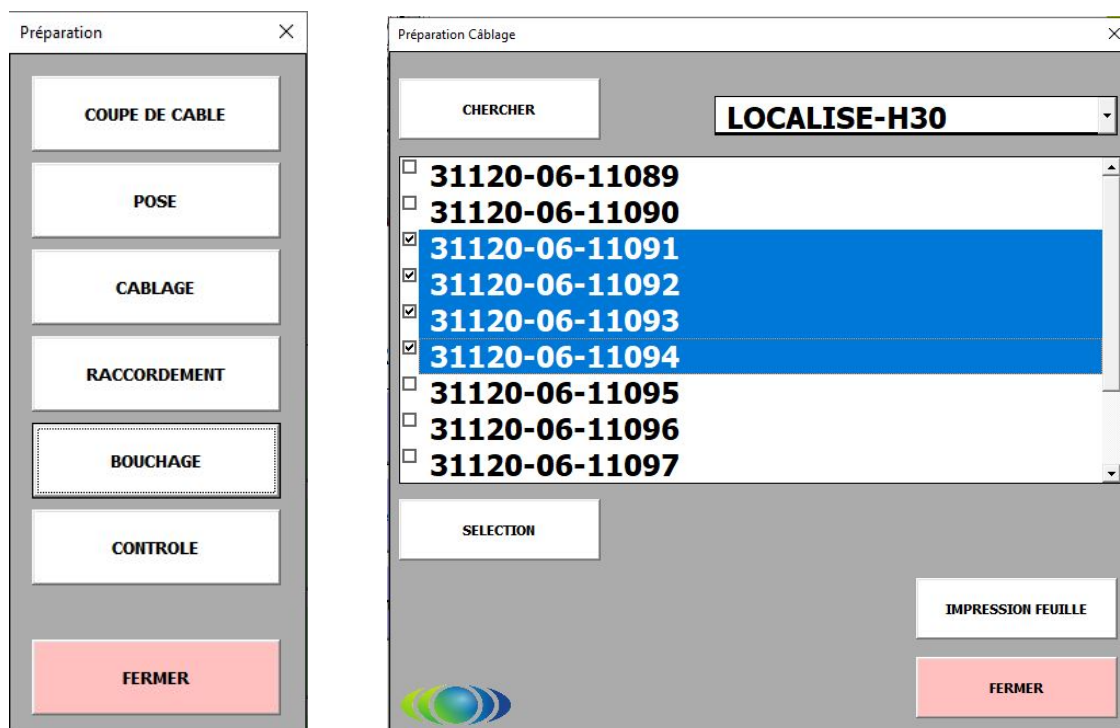 Préparation
COUPE DE CABLE
POSE
CABLAGE
RACCORDEMENT
BOUCHAGE
CONTROLE
FERMER
Préparation Câblage
CHERCHER
LOCALISE-H30
31120-06-11089
31120-06-11090
31120-06-11091
31120-06-11092
31120-06-11093
31120-06-11094
31120-06-11095
31120-06-11096
31120-06-11097
SELECTION
IMPRESSION FEUILLE
FERMER